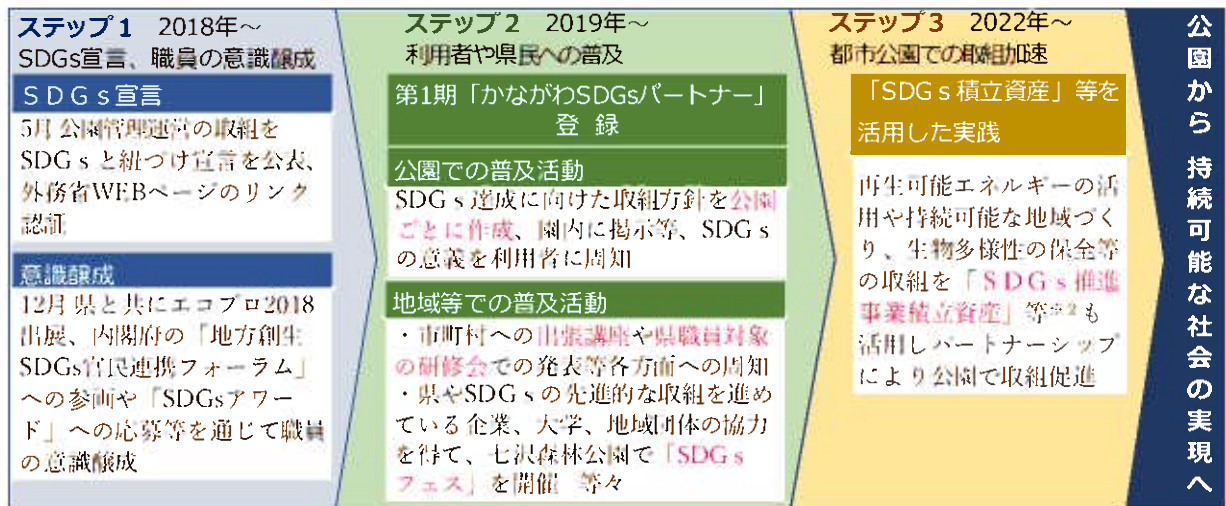 ステップ1 2018年～
SDGs宣言、職員の意識醸成
ＳＤＧｓ宣言
5月 公園管理運営の取組を
SDGｓと紐づけ宣言を公表、
外務省WEBページのリンク
認証
意識醸成
12月 県と共にエコプロ2018
出展、内閣府の「地方創生
SDGs官民連携フォーラム」
への参画や「SDGsアワー
ド」への応募等を通じて職員
の意識醸成
ステップ2 2019年～
利用者や県民への普及
第1期「かながわSDGsパートナー」
登 録
公園での普及活動
SDGｓ達成に向けた取組方針を公園
ごとに作成、園内に掲示等、SDGｓ
の意義を利用者に周知
地域等での普及活動
・市町村への出張講座や県職員対象
の研修会での発表等各方面への周知
・県やSDGｓの先進的な取組を進め
ている企業、大学、地域団体の協力
を得て、七沢森林公園で「SDGｓ
フェス」を開催 等々
ステップ3 2022年～
都市公園での取組加速
「SDGｓ積立資産」等を
活用した実践
再生可能エネルギーの活
用や持続可能な地域づく
り、生物多様性の保全等
の取組を「ＳＤＧｓ推進
事業積立資産」等※2も
活用しパートナーシップ
により公園で取組促進
公園から 持続可能な社会の実現へ